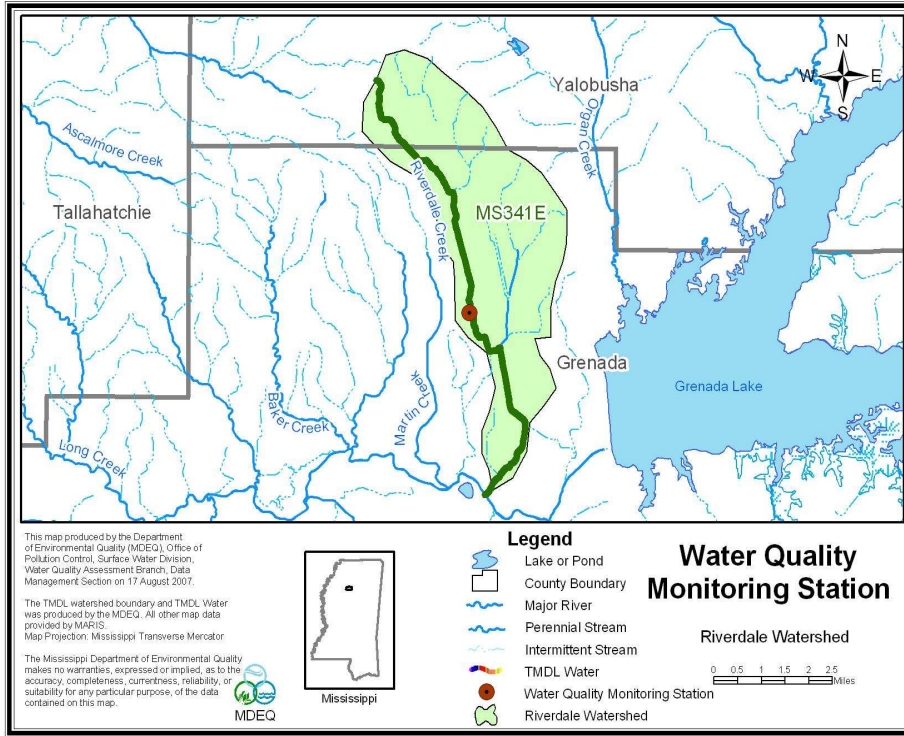 N
W E
S
Yalobusha
Organ Creek
Ascalmore Creek
Riverdale Creek
Tallahatchie
MS341E
Grenada
Grenada Lake
Martin Creek
Baker Creek
Long Creek
This map produced by the Department
of Environmental Quality (MDEQ), Office of
Pollution Control, Surface Water Division,
Water Quality Assessment Branch, Data
Management Section on 17 August 2007.
The TMDL watershed boundary and TMDL Water
was produced by the MDEQ. All other map data
provided by MARIS.
Map Projection: Mississippi Transverse Mercator
The Mississippi Department of Environmental Quality
makes no warranties, expressed or implied, as to the
accuracy, completeness, currentness, reliability, or
suitability for any particular purpose, of the data
contained on this map.
MDEQ
Mississippi
Legend
Lake or Pond
County Boundary
Major River
Perennial Stream
Intermittent Stream
TMDL Water
Water Quality Monitoring Station
Riverdale Watershed
Water Quality
Monitoring Station
Riverdale Watershed
0 0.5 1 1.5 2 2.5
Miles